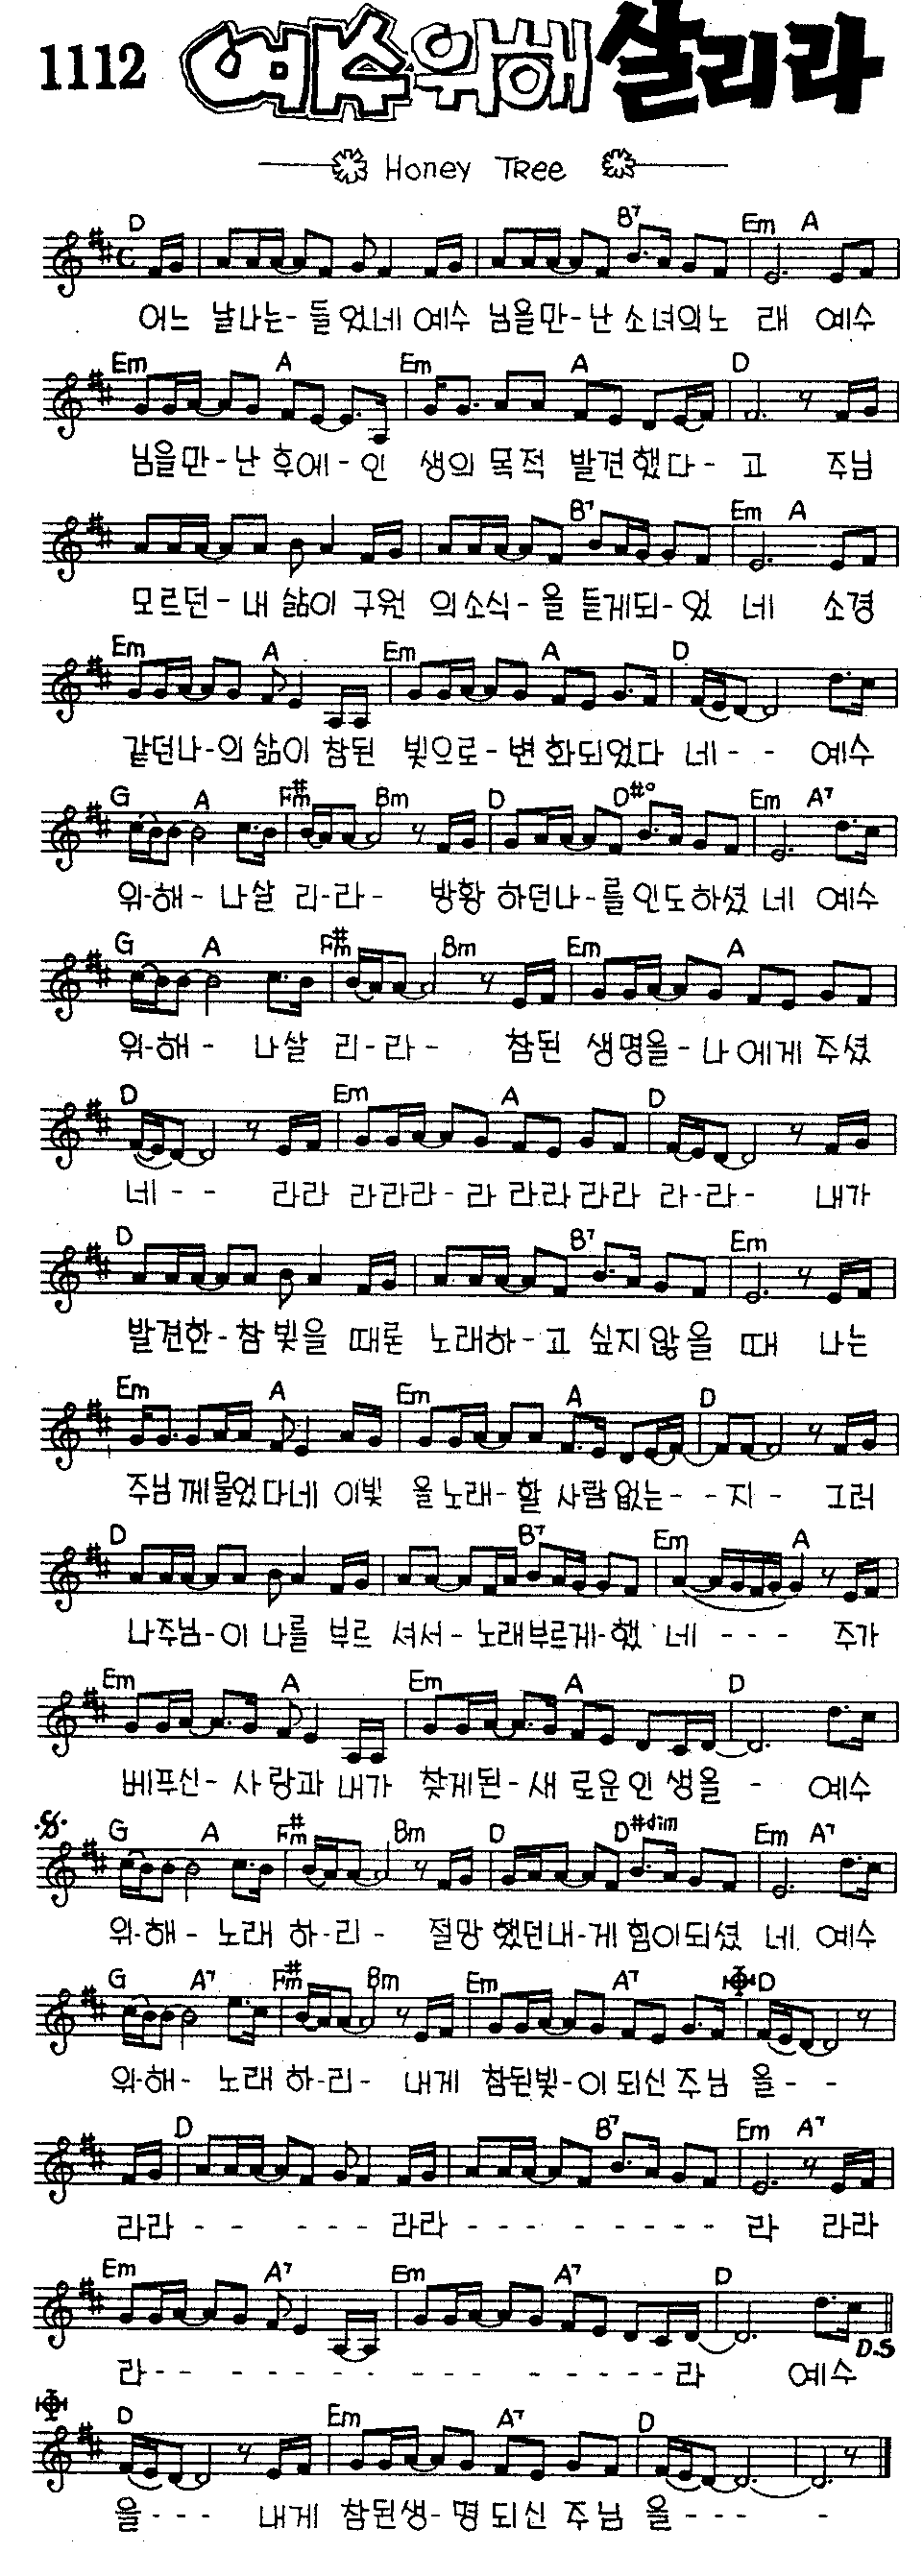 1112 예수위해살리라
Honey Tree
D B7 Em A
어느 날나는- 들었네 예수 님을만-난 소녀의노 래 예수
Em A Em A D
님을만-난 후에-인 생의 목적 발견했다- 고 주님
B7 Em A
모르던-내 삶이 구원 의소식-을 듣게되-었 네 소경
Em A Em A D
같던나-의 삶이 참된 빛으로-변 화되었다 네-- 예수
G A F#m Bm D D#o Em A7
위-해- 나살 리-라- 방황 하던나-를 인도하셨 네 예수
G A F#m Bm Em A
위-해- 나살 리-라- 참된 생명을-나에게 주셨
D Em A D
네-- 라라 라라라-라 라라 라라 라-라- 내가
D B7 Em
발견한-참 빛을 때론 노래하-고 싶지않을 때 나는
Em A Em A D
주님께물었다네 이빛 을노래-할 사람없는--지- 그러
D B7 Em A
나주님-이 나를 부르 셔서-노래부르게-했 네--- 주가
Em A Em A D
베푸신-사 랑과 내가 찾게된-새 로운인 생을 - 예수
G A F#m Bm D D#dim Em A7
위-해- 노래 하-리- 절망 했던내-게 힘이되셨 네 예수
G A7 F#m Bm Em A7 D
위-해- 노래 하-리- 내게 참된빛-이 되신 주님 을--
D B7 Em A7
라라 -- --- 라라 --------- 라 라라
Em A7 Em A7 D
라---------------라 예수
D.S
D Em A7 D
을--- 내게 참된생-명 되신 주님 을--- -